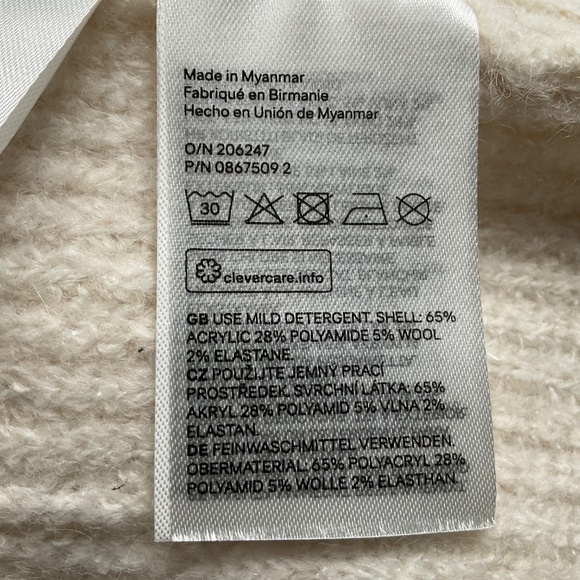 Made in Myanmar
Fabriqué en Birmanie
Hecho en Unión de Myanmar
O/N 206247
P/N 0867509 2
30
clevercare.info
GB USE MILD DETERGENT. SHELL: 65%
ACRYLIC 28% POLYAMIDE 5% WOOL
2% ELASTANE.
CZ POUŽIJTE JEMNÝ PRACÍ
PROSTŘEDEK. SVRCHNÍ LÁTKA: 65%
AKRYL 28% POLYAMID 5% VLNA 2%
ELASTAN.
DE FEINWASCHMITTEL VERWENDEN.
OBERMATERIAL: 65% POLYACRYL 28%
POLYAMID 5% WOLLE 2% ELASTHAN.